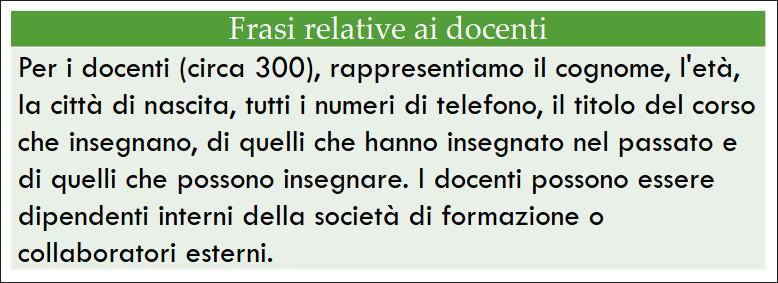 Frasi relative ai docenti
Per i docenti (circa 300), rappresentiamo il cognome, l'età,
la città di nascita, tutti i numeri di telefono, il titolo del corso
che insegnano, di quelli che hanno insegnato nel passato e
di quelli che possono insegnare. I docenti possono essere
dipendenti interni della società di formazione o
collaboratori esterni.